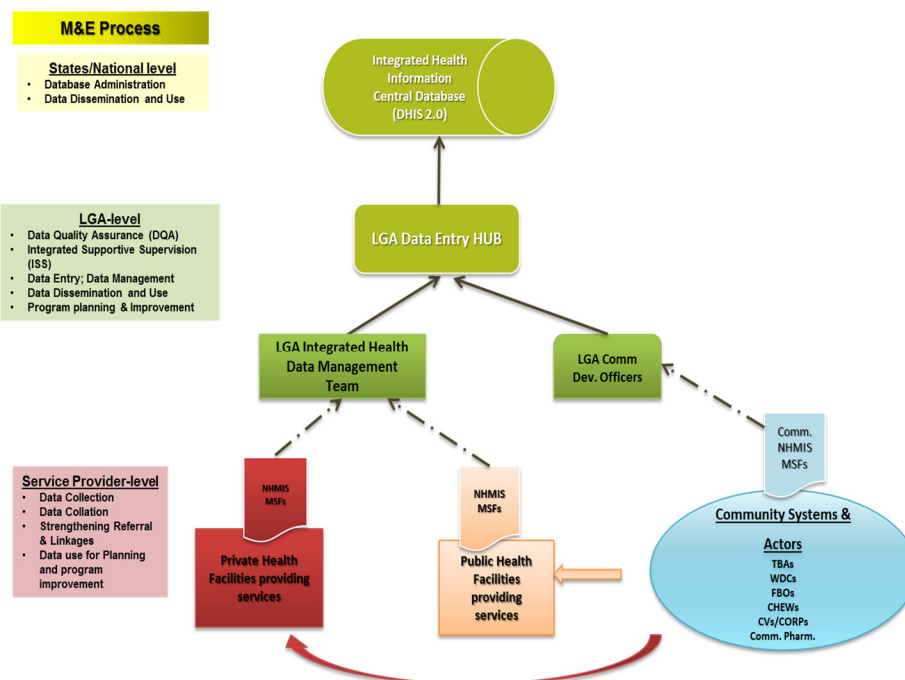 M&E Process
States/National level
• Database Administration
• Data Dissemination and Use
Integrated Health
Information
Central Database
(DHIS 2.0)
LGA-level
• Data Quality Assurance (DQA)
• Integrated Supportive Supervision
(ISS)
• Data Entry; Data Management
• Data Dissemination and Use
• Program planning & Improvement
LGA Data Entry HUB
LGA Integrated Health
Data Management
Team
LGA Comm
Dev. Officers
Service Provider-level
• Data Collection
• Data Collation
• Strengthening Referral
& Linkages
• Data use for Planning
and program
improvement
NHMIS
MSFs
Private Health
Facilities providing
services
NHMIS
MSFs
Public Health
Facilities
providing
services
Comm.
NHMIS
MSFs
Community Systems &
Actors
TBAs
WDCs
FBOs
CHEWs
CVs/CORPs
Comm. Pharm.